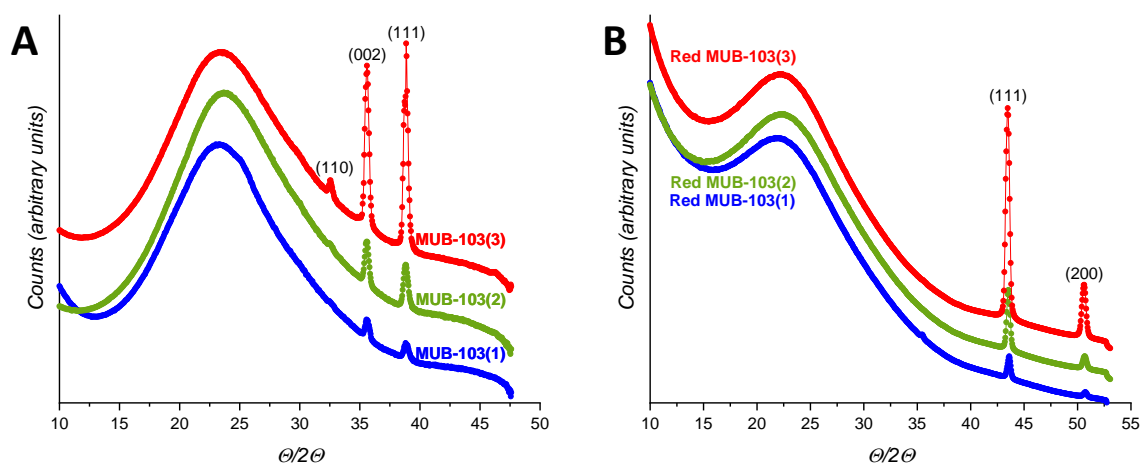 A
Counts (arbitrary units)
(111)
(002)
(110)
MUB-103(3)
MUB-103(2)
MUB-103(1)
10 15 20 25 30 35 40 45 50
Θ/2Θ
B
Counts (arbitrary units)
Red MUB-103(3)
(111)
Red MUB-103(2)
Red MUB-103(1)
(200)
10 15 20 25 30 35 40 45 50 55
Θ/2Θ